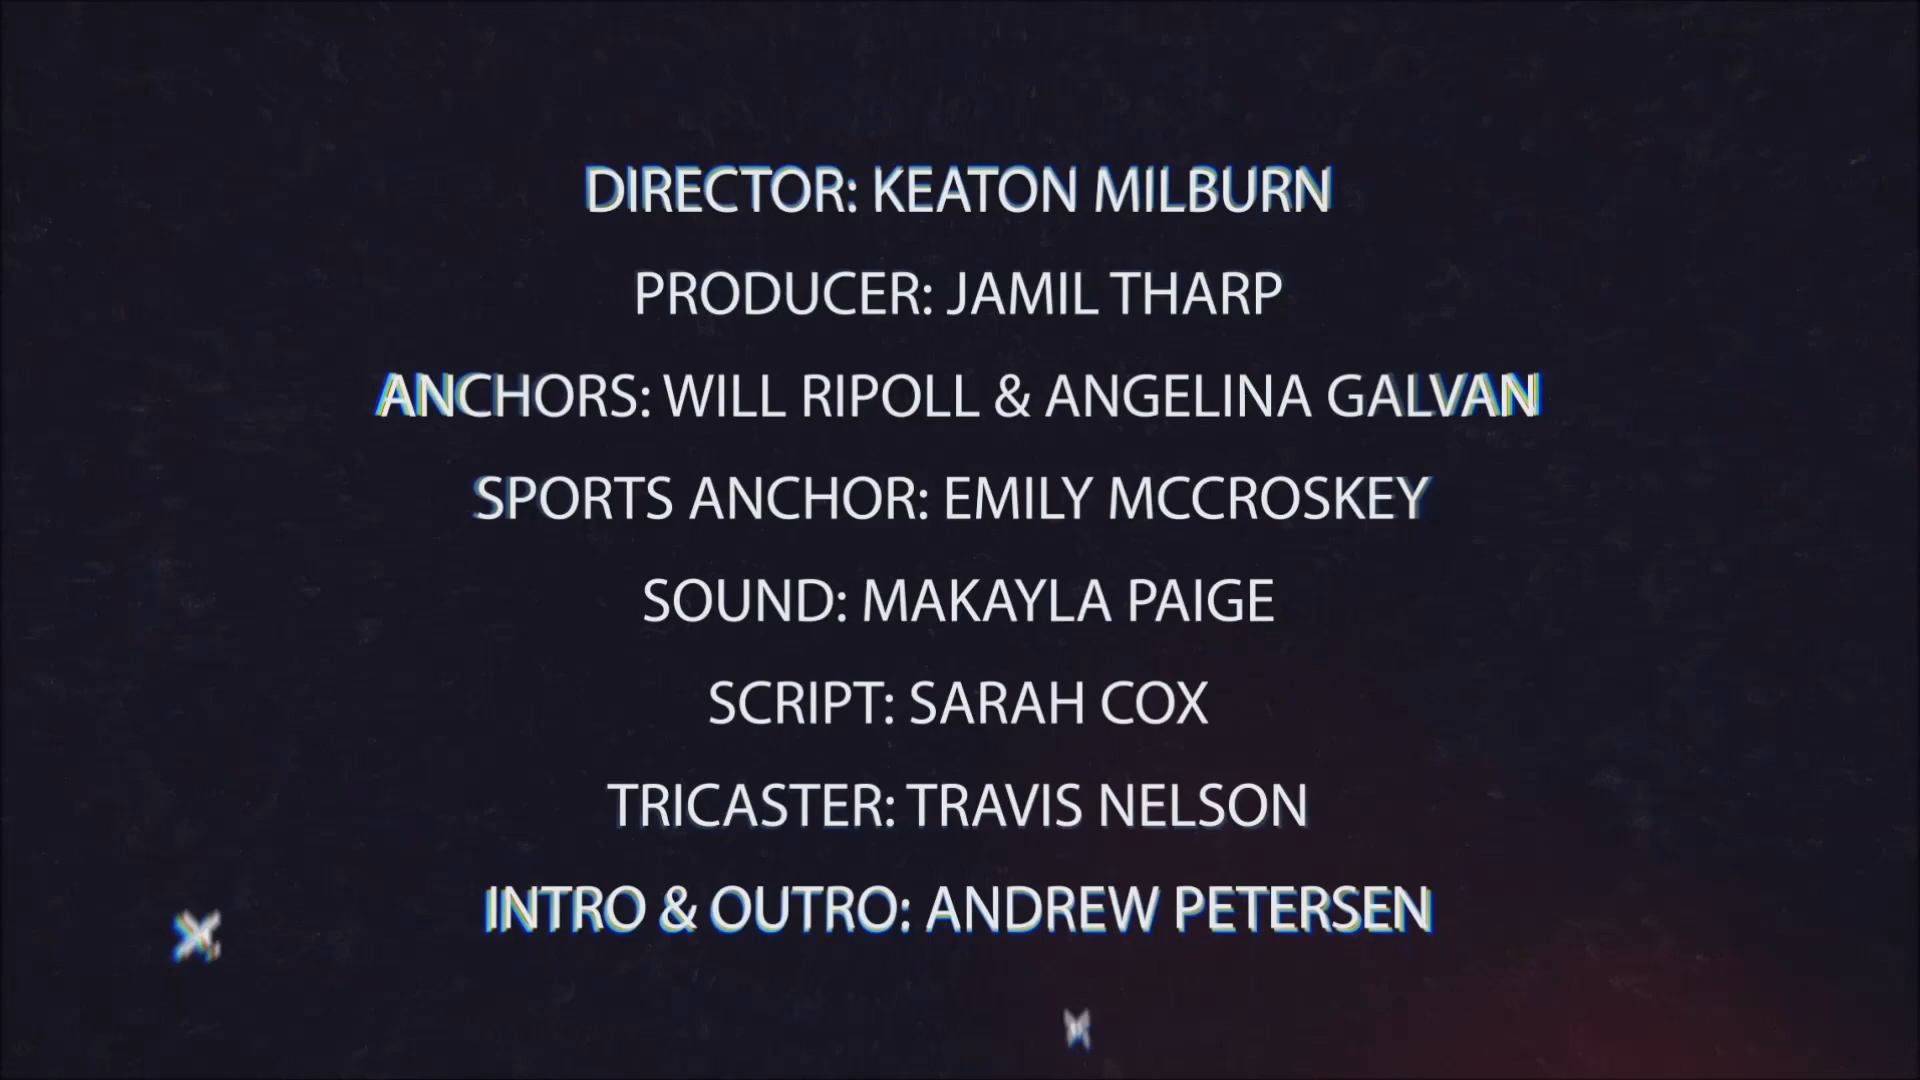 DIRECTOR: KEATON MILBURN
PRODUCER: JAMIL THARP
ANCHORS: WILL RIPOLL & ANGELINA GALVAN
SPORTS ANCHOR: EMILY MCCROSKEY
SOUND: MAKAYLA PAIGE
SCRIPT: SARAH COX
TRICASTER: TRAVIS NELSON
INTRO & OUTRO: ANDREW PETERSEN